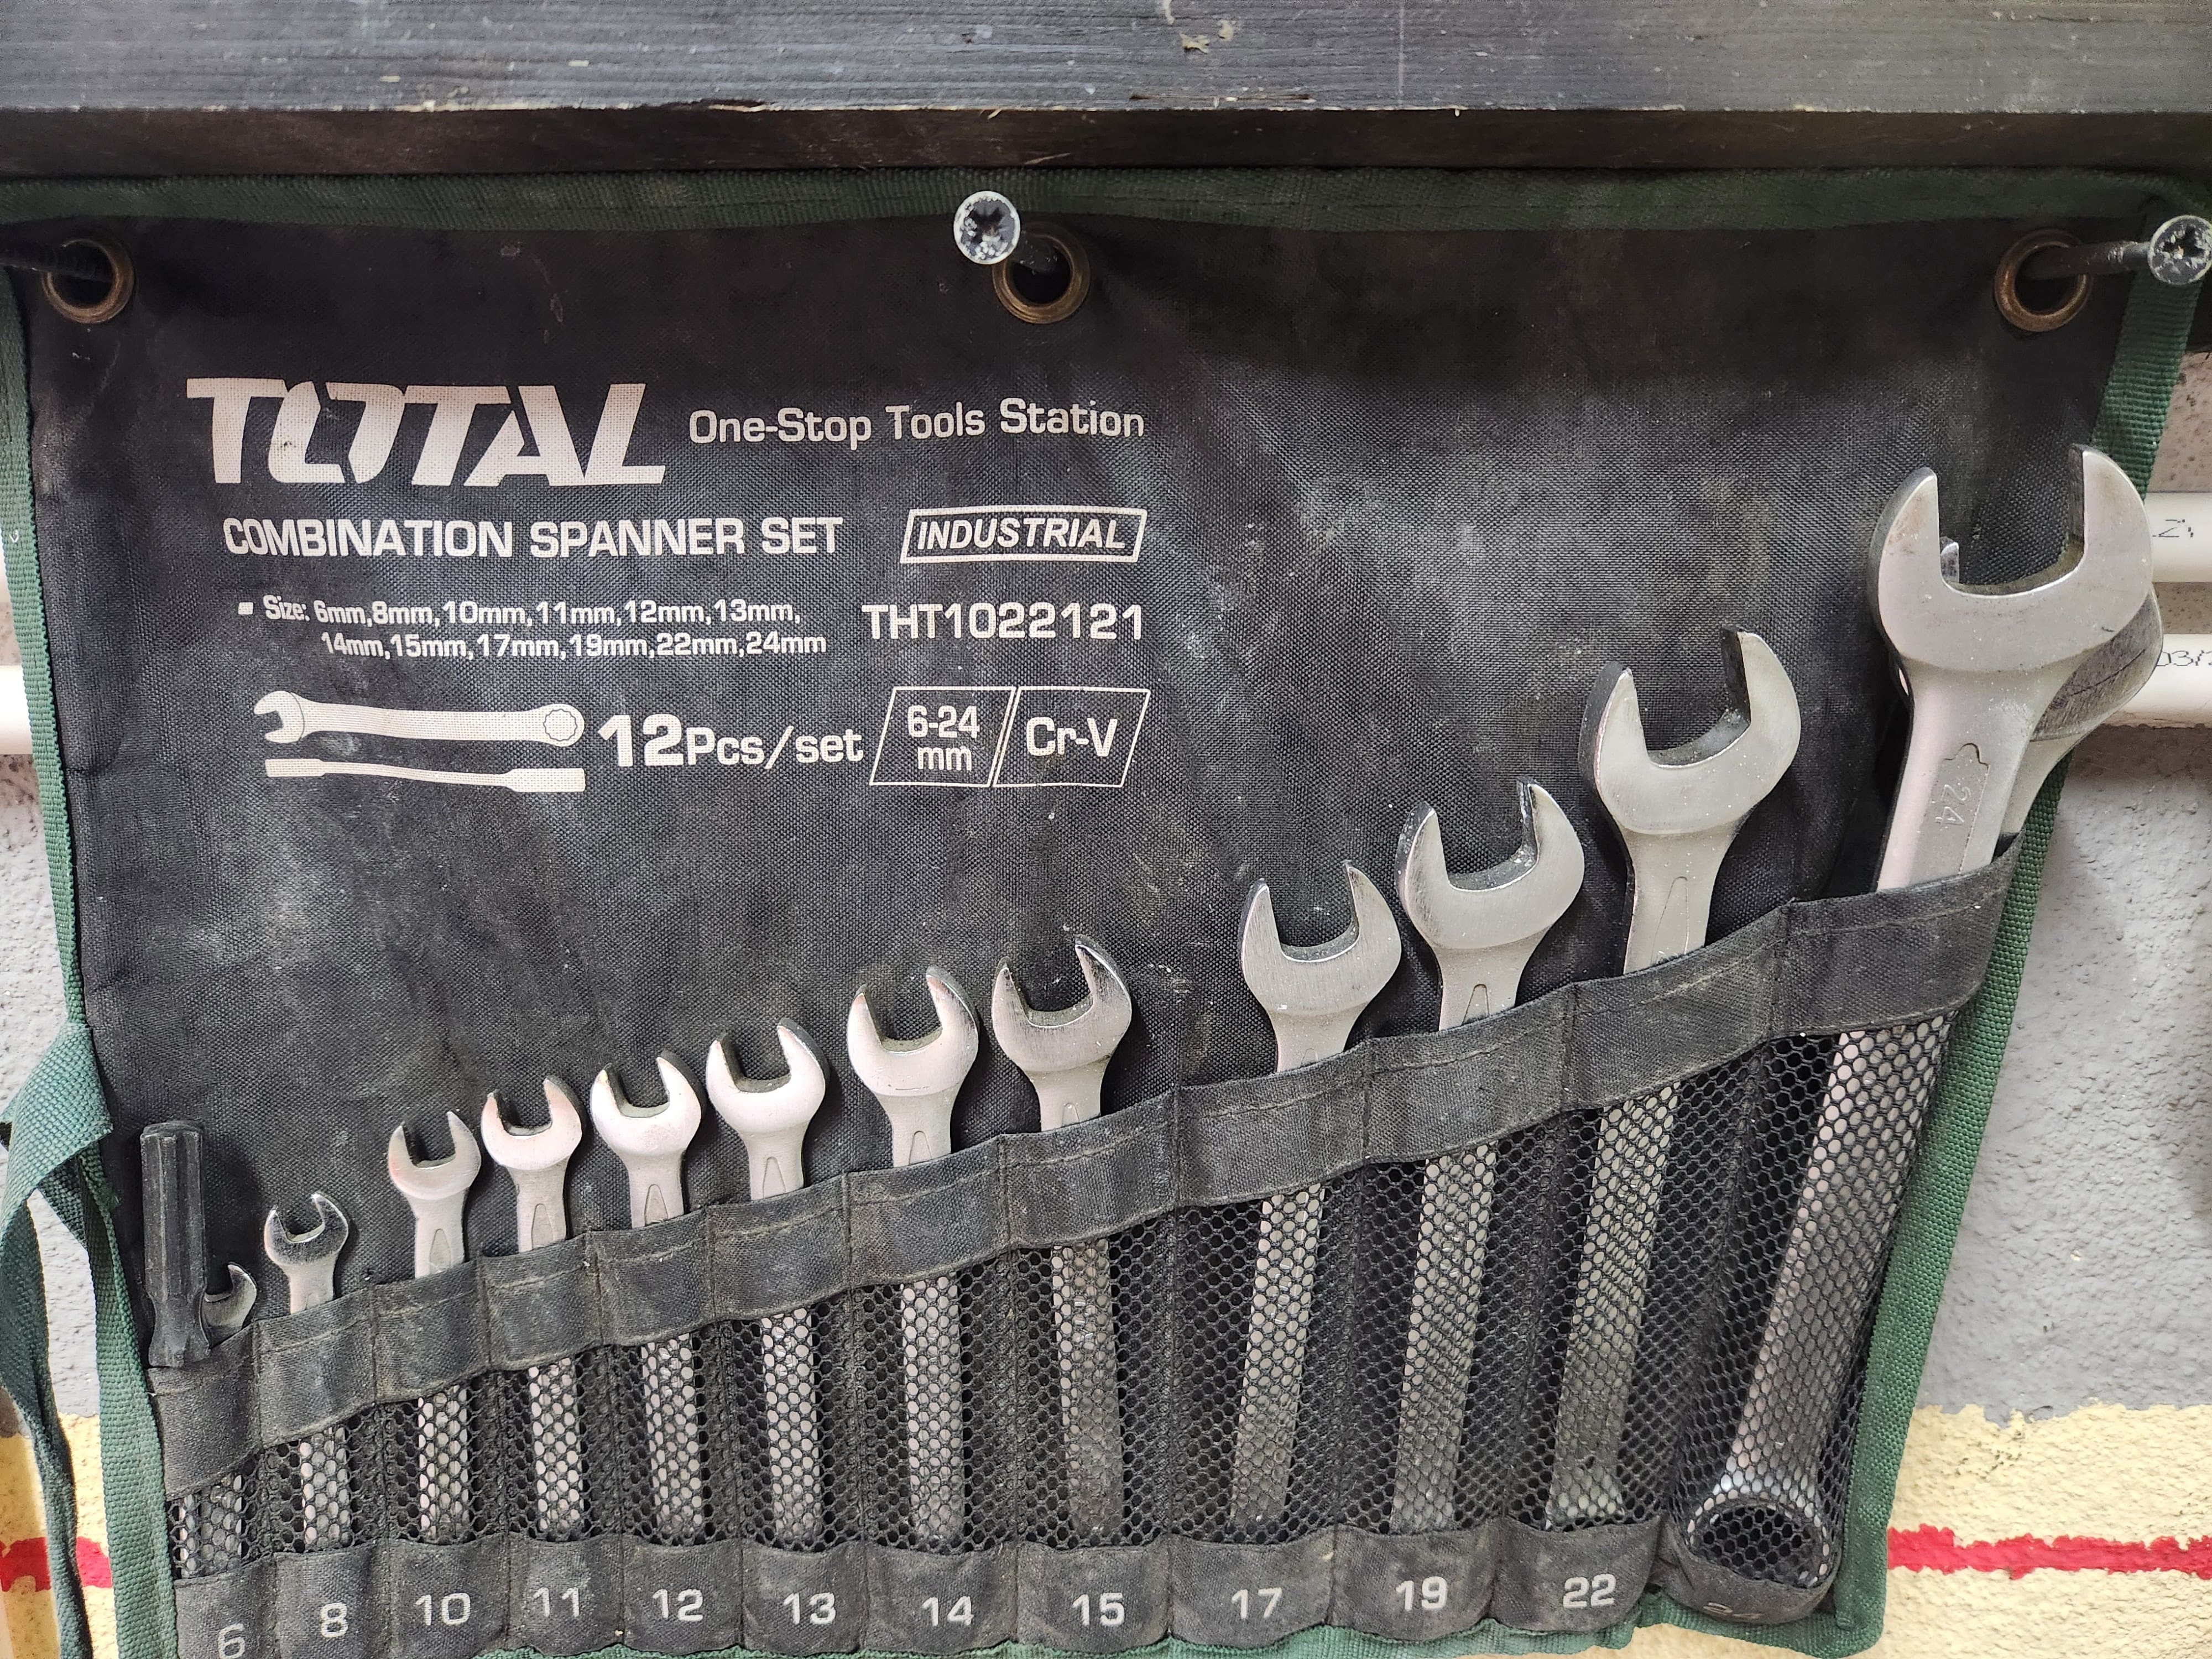 TOTAL One-Stop Tools Station
COMBINATION SPANNER SET INDUSTRIAL
Size: 6mm,8mm,10mm,11mm,12mm,13mm,
14mm,15mm,17mm,19mm,22mm,24mm
THT1022121
12Pcs/set 6-24 mm Cr-V
24
6 8 10 11 12 13 14 15 17 19 22 24